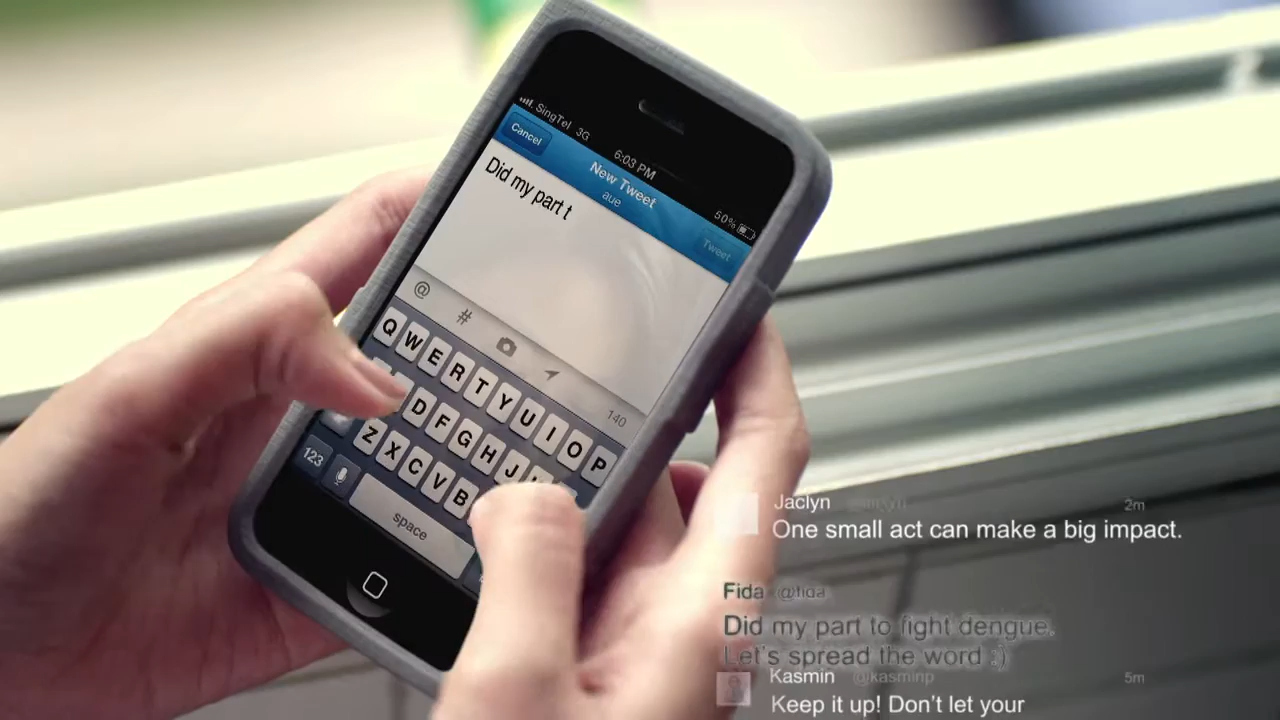 SingTel 3G
6:03 PM
50%
Cancel
New Tweet
aue
Tweet
Did my part t
@
#
140
Q W E R T Y U I O P
D F G H J
Z X C V B
123
space
Jaclyn
2m
One small act can make a big impact.
Fida @fida
Did my part to fight dengue.
Let's spread the word :)
Kasmin @kasminp
5m
Keep it up! Don't let your